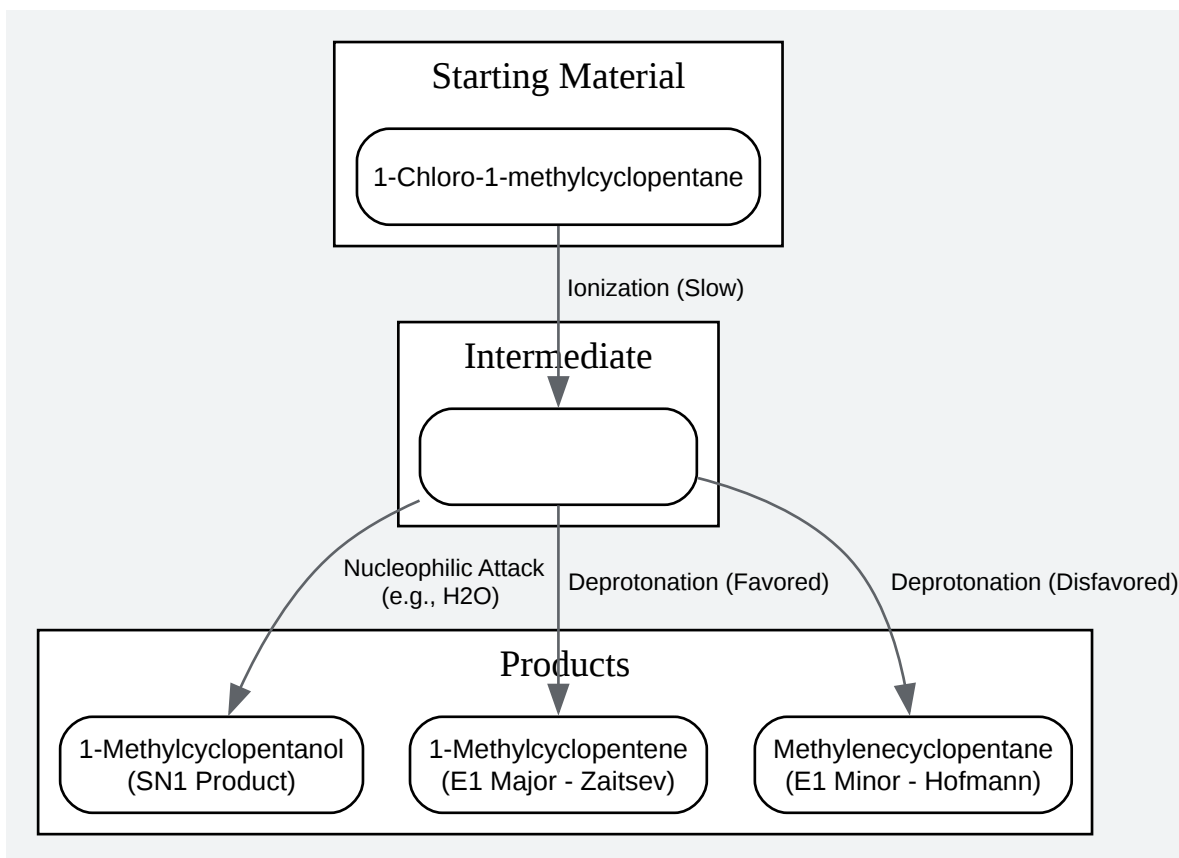 Starting Material
1-Chloro-1-methylcyclopentane
Ionization (Slow)
Intermediate
Nucleophilic Attack
(e.g., H2O)
Deprotonation (Favored)
Deprotonation (Disfavored)
Products
1-Methylcyclopentanol
(SN1 Product)
1-Methylcyclopentene
(E1 Major - Zaitsev)
Methylenecyclopentane
(E1 Minor - Hofmann)